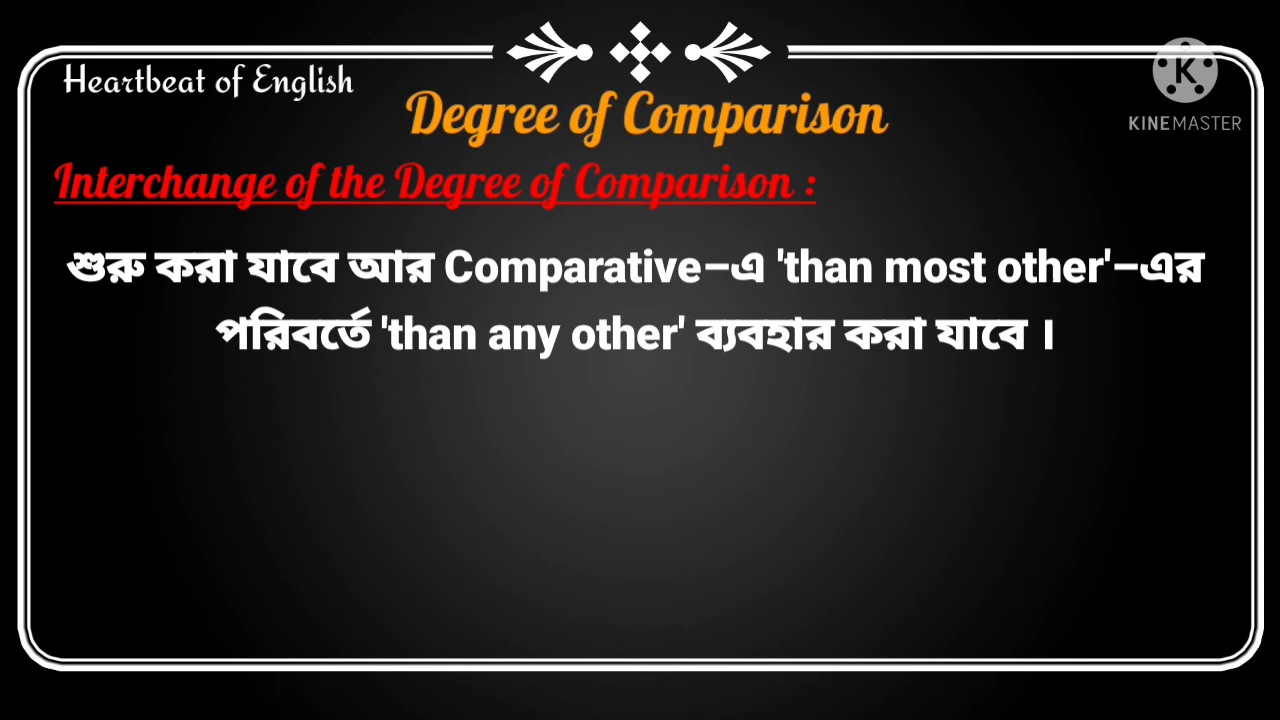 Heartbeat of English
Degree of Comparison
KINEMASTER
Interchange of the Degree of Comparison :
শুরু করা যাবে আর Comparative–এ 'than most other'–এর
পরিবর্তে 'than any other' ব্যবহার করা যাবে ।